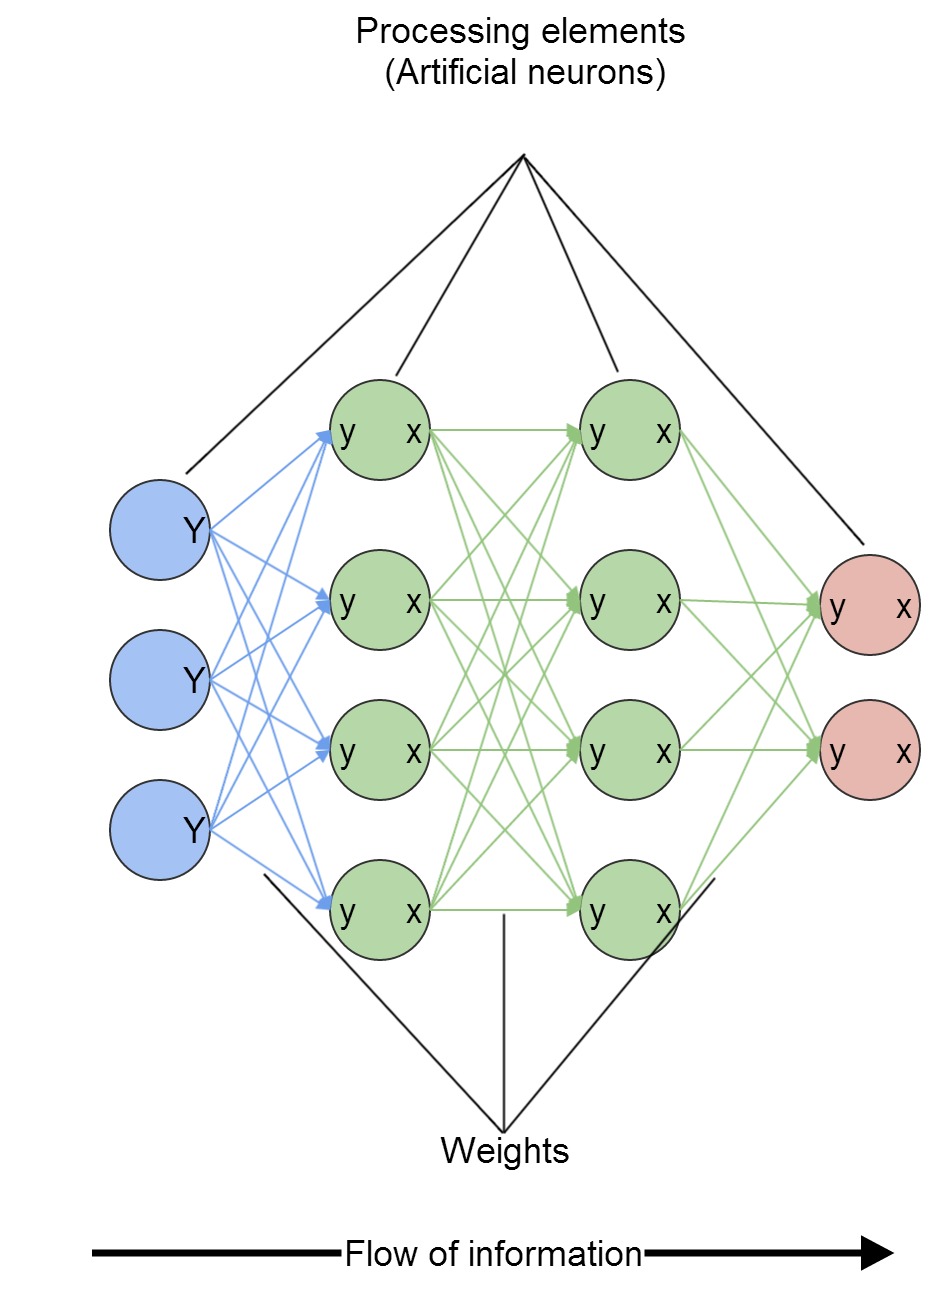 Processing elements
(Artificial neurons)
y x y x
Y
y x y x y x
Y
y x y x y x
Y
y x y x
Weights
Flow of information